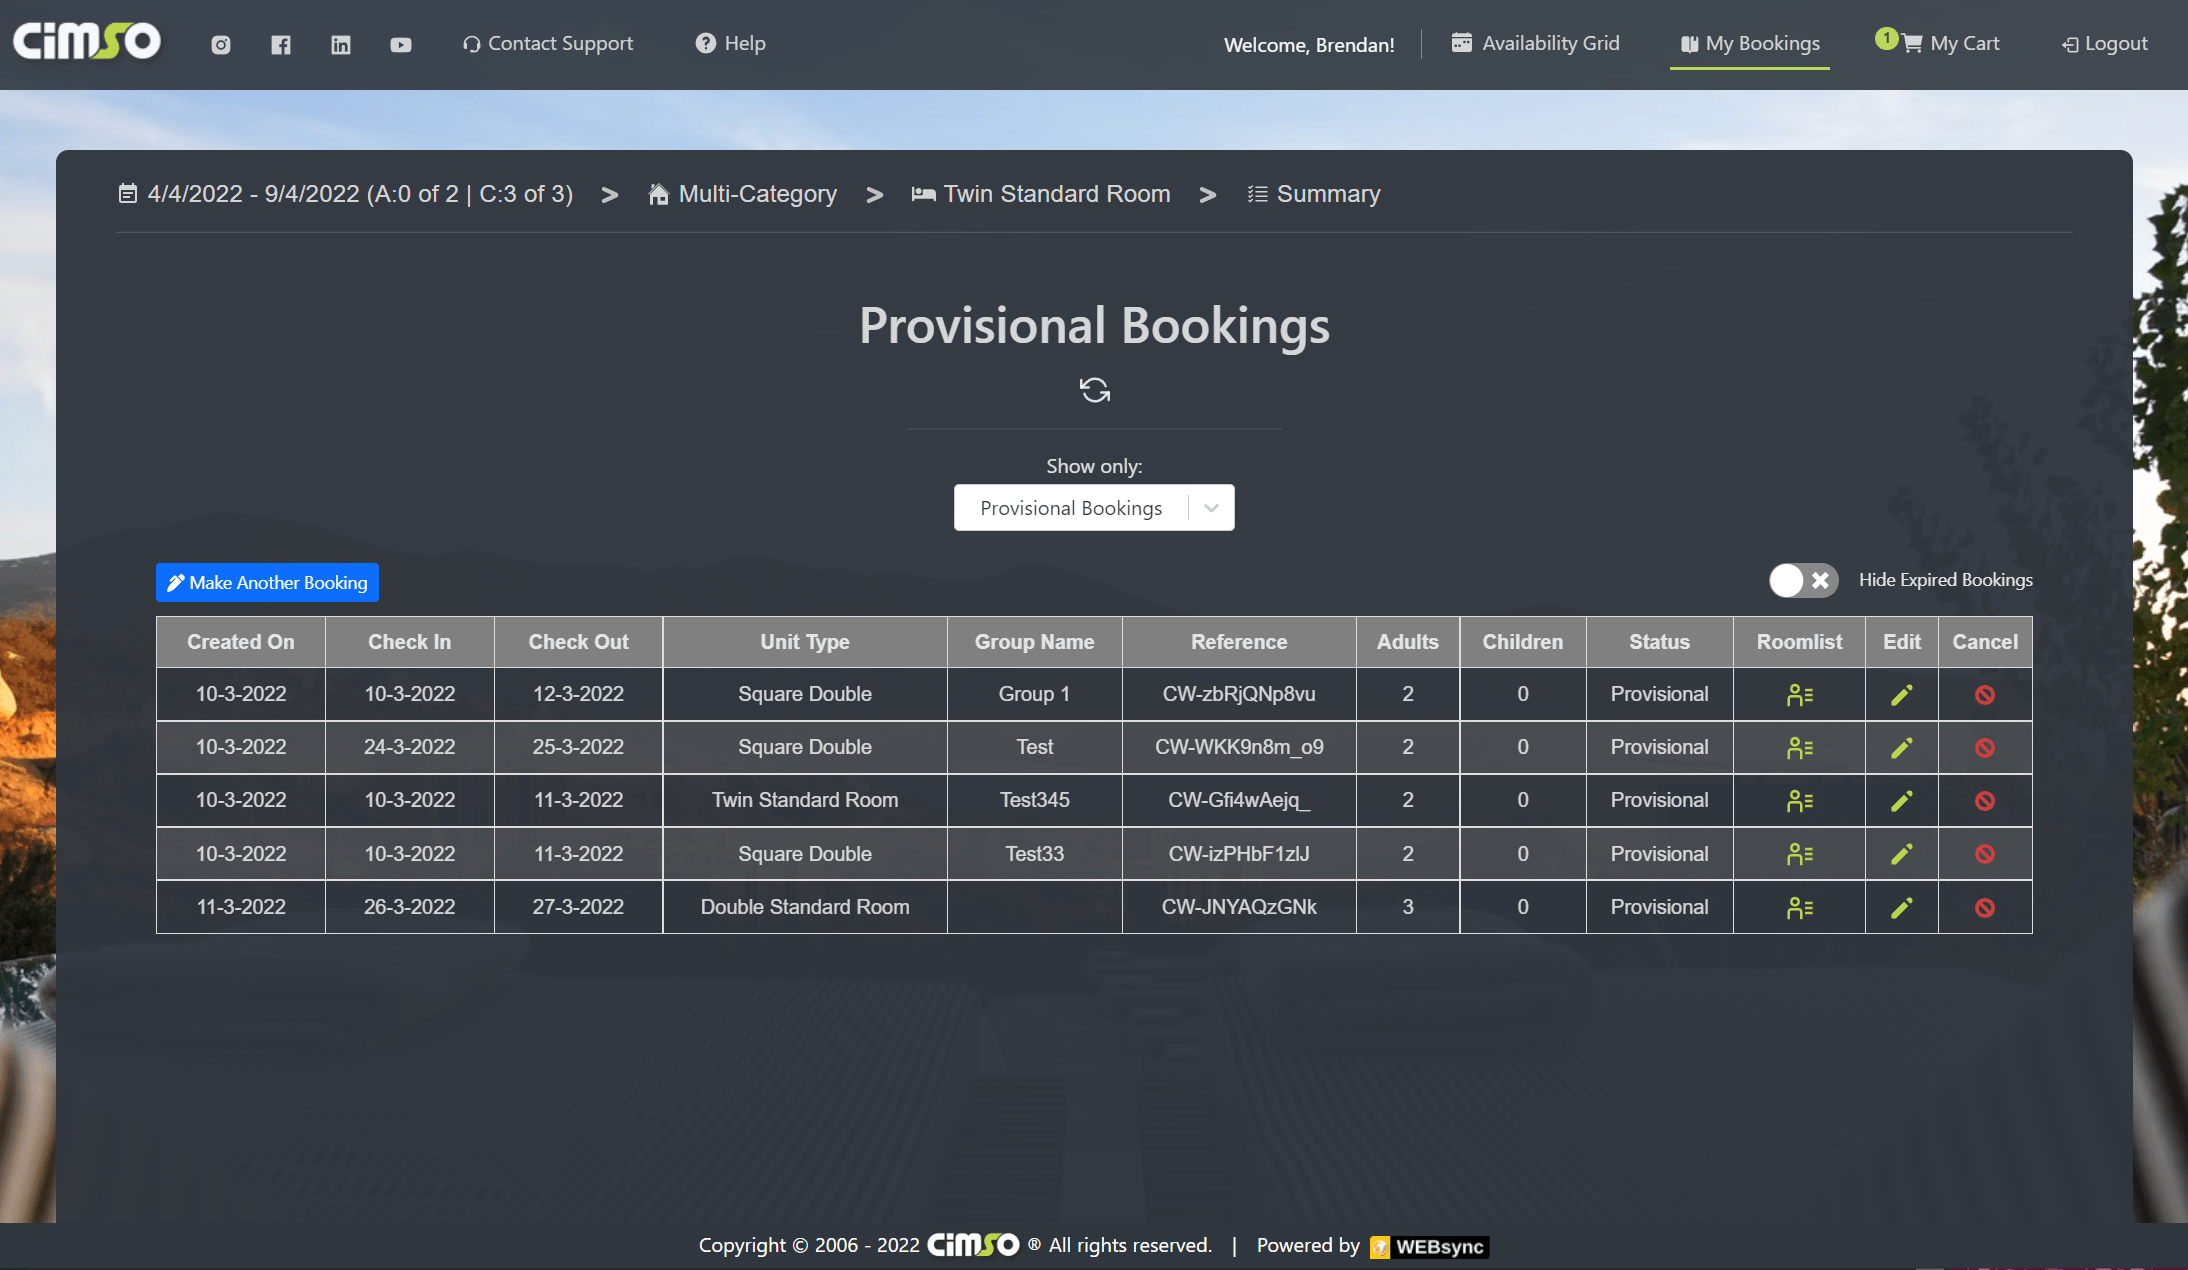 cimso Contact Support Help Welcome, Brendan! Availability Grid My Bookings 1 My Cart Logout
4/4/2022 - 9/4/2022 (A:0 of 2 | C:3 of 3) > Multi-Category > Twin Standard Room > Summary
Provisional Bookings
Show only:
Provisional Bookings
Make Another Booking Hide Expired Bookings
Created On Check In Check Out Unit Type Group Name Reference Adults Children Status Roomlist Edit Cancel
10-3-2022 10-3-2022 12-3-2022 Square Double Group 1 CW-zbRjQNp8vu 2 0 Provisional
10-3-2022 24-3-2022 25-3-2022 Square Double Test CW-WKK9n8m_o9 2 0 Provisional
10-3-2022 10-3-2022 11-3-2022 Twin Standard Room Test345 CW-Gfi4wAejq_ 2 0 Provisional
10-3-2022 10-3-2022 11-3-2022 Square Double Test33 CW-izPHbF1zlJ 2 0 Provisional
11-3-2022 26-3-2022 27-3-2022 Double Standard Room CW-JNYAQzGNk 3 0 Provisional
Copyright © 2006 - 2022 cimso ® All rights reserved. | Powered by WEBsync